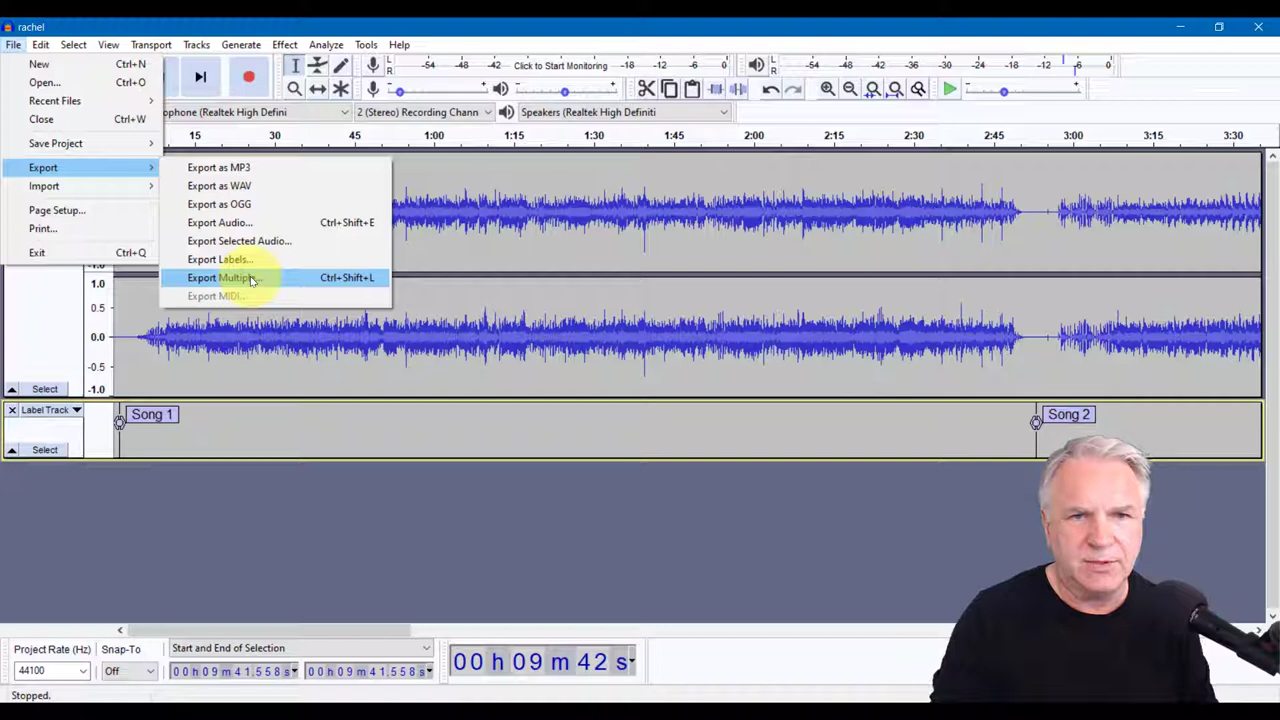 rachel
File Edit Select View Transport Tracks Generate Effect Analyze Tools Help
New Ctrl+N
Open... Ctrl+O
Recent Files
Close Ctrl+W
Save Project
Export
Import
Page Setup...
Print...
Exit Ctrl+Q
Export as MP3
Export as WAV
Export as OGG
Export Audio... Ctrl+Shift+E
Export Selected Audio...
Export Labels...
Export Multiple... Ctrl+Shift+L
Export MIDI...
L R -54 -48 -42 Click to Start Monitoring -18 -12 -6 0
L R -54 -48 -42 -36 -30 -24 -18 -12 -6 0
ophone (Realtek High Defini 2 (Stereo) Recording Chann Speakers (Realtek High Definiti
15 30 45 1:00 1:15 1:30 1:45 2:00 2:15 2:30 2:45 3:00 3:15 3:30
-1.0
1.0
0.5
0.0
-0.5
-1.0
Select
Label Track
Song 1 Song 2
Select
Project Rate (Hz) Snap-To Start and End of Selection
44100 Off 00 h 09 m 41.558 s 00 h 09 m 41.558 s
00 h 09 m 42 s
Stopped.